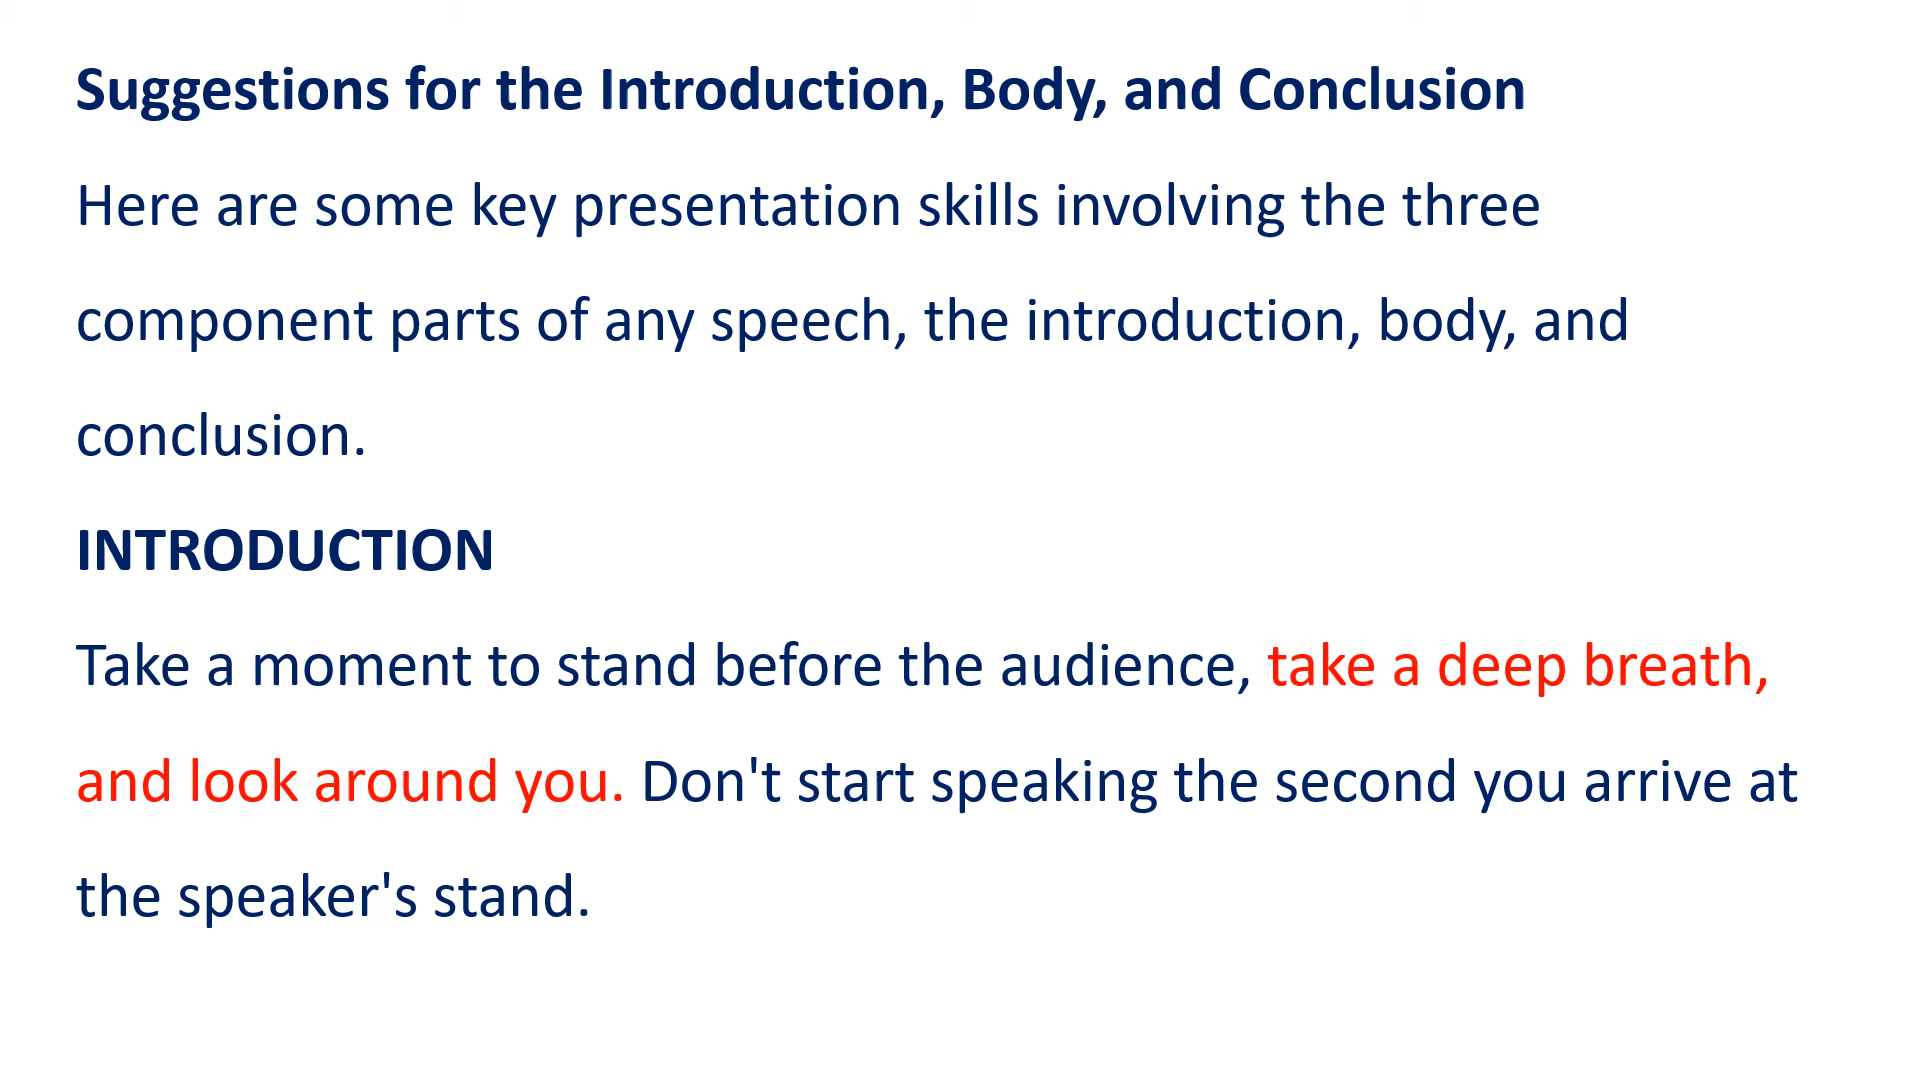 Suggestions for the Introduction, Body, and Conclusion
Here are some key presentation skills involving the three
component parts of any speech, the introduction, body, and
conclusion.
INTRODUCTION
Take a moment to stand before the audience, take a deep breath,
and look around you. Don't start speaking the second you arrive at
the speaker's stand.